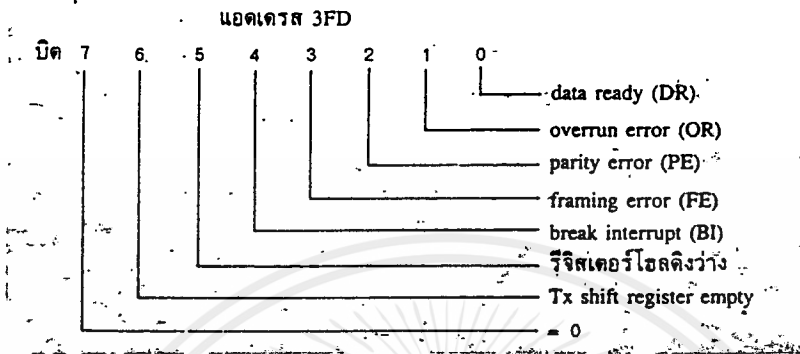 แอดเดรส 3FD
บิต 7 6 5 4 3 2 1 0
data ready (DR)
overrun error (OR)
parity error (PE)
framing error (FE)
break interrupt (BI)
รีจิสเตอร์โฮลดิงว่าง
Tx shift register empty
= 0